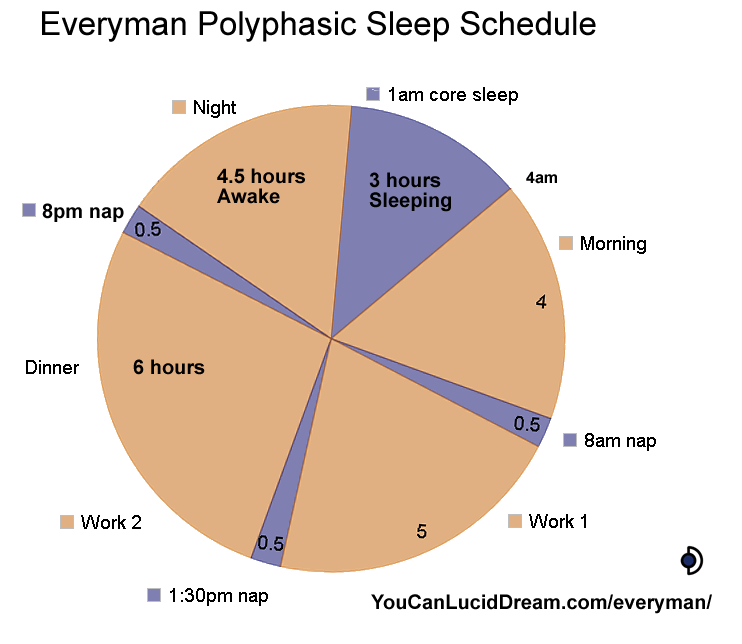 Everyman Polyphasic Sleep Schedule
1am core sleep
Night
4.5 hours
Awake
3 hours
Sleeping
4am
8pm nap
0.5
Morning
4
Dinner
6 hours
0.5
8am nap
Work 2
Work 1
5
0.5
1:30pm nap
YouCanLucidDream.com/everyman/